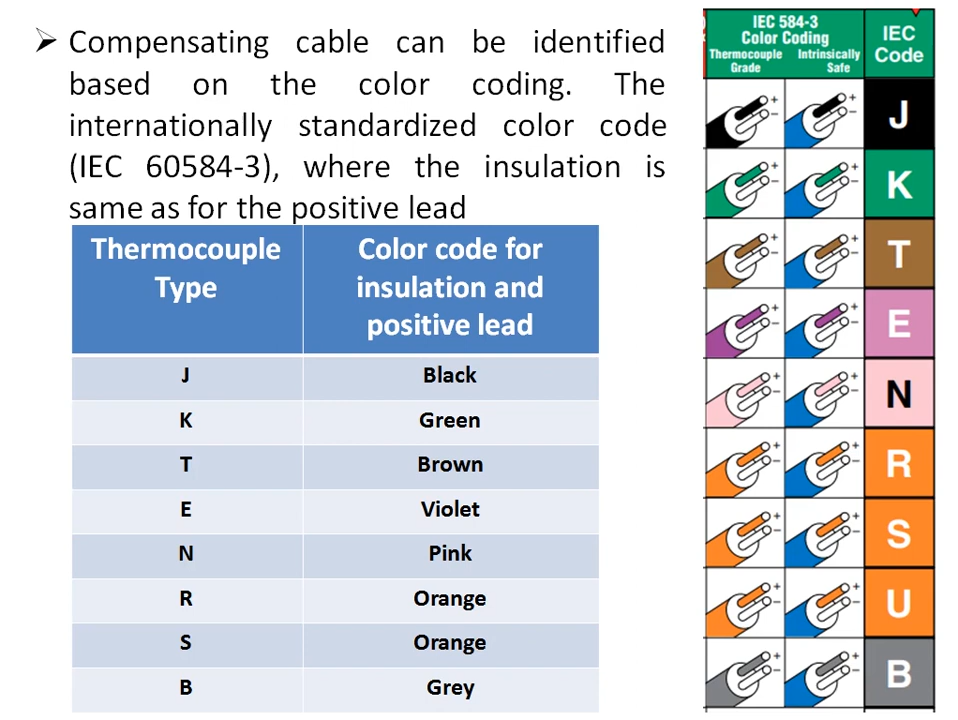 ➢ Compensating cable can be identified
based on the color coding. The
internationally standardized color code
(IEC 60584-3), where the insulation is
same as for the positive lead
Thermocouple Type	Color code for insulation and positive lead
J	Black
K	Green
T	Brown
E	Violet
N	Pink
R	Orange
S	Orange
B	Grey
IEC 584-3
Color Coding
Thermocouple Grade	Intrinsically Safe
IEC Code
+ − + − J
+ − + − K
+ − + − T
+ − + − E
+ − + − N
+ − + − R
+ − + − S
+ − + − U
+ − + − B